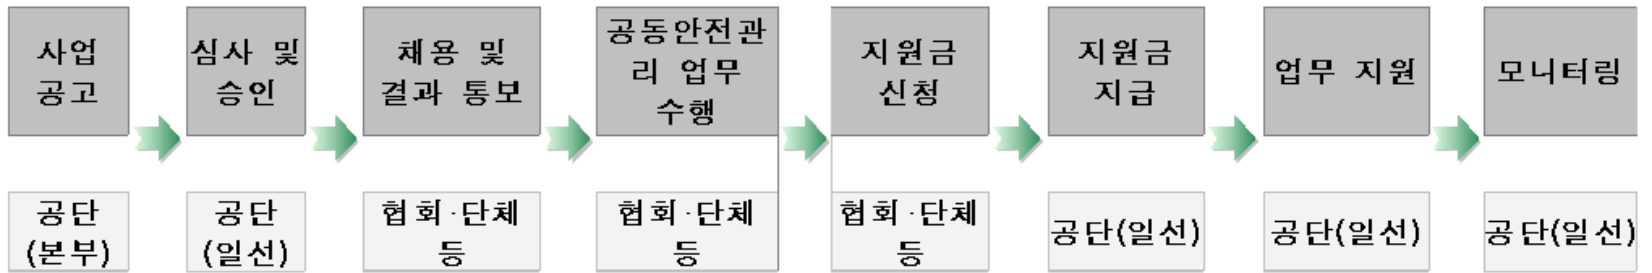 사업
공고
심사 및
승인
채용 및
결과 통보
공동안전관
리 업무
수행
지원금
신청
지원금
지급
업무 지원
모니터링
공단
(본부)
공단
(일선)
협회·단체
등
협회·단체
등
협회·단체
등
공단(일선)
공단(일선)
공단(일선)